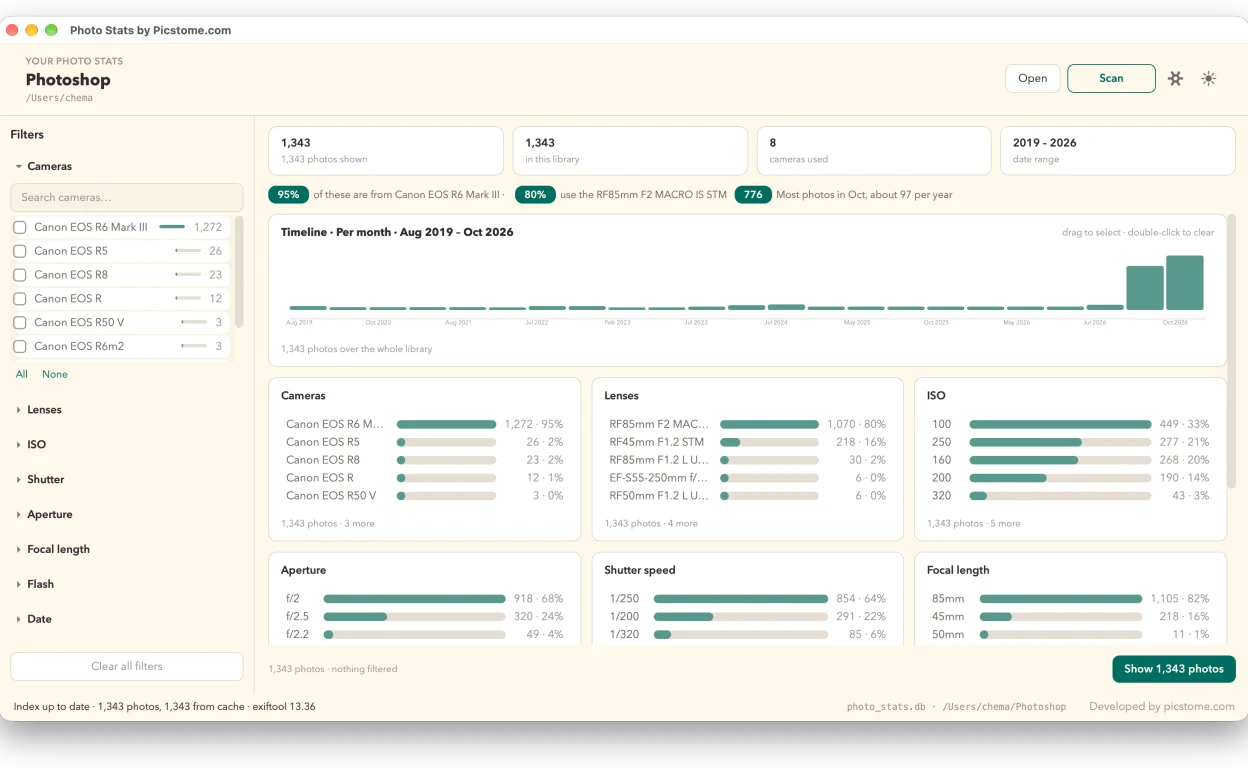 Photo Stats by Picstome.com
YOUR PHOTO STATS
Photoshop
/Users/chema
Open
Scan
Filters
Cameras
Search cameras…
Canon EOS R6 Mark III 1,272
Canon EOS R5 26
Canon EOS R8 23
Canon EOS R 12
Canon EOS R50 V 3
Canon EOS R6m2 3
All None
Lenses
ISO
Shutter
Aperture
Focal length
Flash
Date
Clear all filters
1,343
1,343 photos shown
1,343
in this library
8
cameras used
2019 – 2026
date range
95% of these are from Canon EOS R6 Mark III · 80% use the RF85mm F2 MACRO IS STM 776 Most photos in Oct, about 97 per year
Timeline · Per month · Aug 2019 – Oct 2026
drag to select · double-click to clear
Aug 2019 Oct 2020 Aug 2021 Jul 2022 Feb 2023 Jul 2023 Jul 2024 May 2025 Oct 2025 May 2026 Jul 2026 Oct 2026
1,343 photos over the whole library
Cameras
Canon EOS R6 M… 1,272 · 95%
Canon EOS R5 26 · 2%
Canon EOS R8 23 · 2%
Canon EOS R 12 · 1%
Canon EOS R50 V 3 · 0%
1,343 photos · 3 more
Lenses
RF85mm F2 MAC… 1,070 · 80%
RF45mm F1.2 STM 218 · 16%
RF85mm F1.2 L U… 30 · 2%
EF-S55-250mm f/… 6 · 0%
RF50mm F1.2 L U… 6 · 0%
1,343 photos · 4 more
ISO
100 449 · 33%
250 277 · 21%
160 268 · 20%
200 190 · 14%
320 43 · 3%
1,343 photos · 5 more
Aperture
f/2 918 · 68%
f/2.5 320 · 24%
f/2.2 49 · 4%
Shutter speed
1/250 854 · 64%
1/200 291 · 22%
1/320 85 · 6%
Focal length
85mm 1,105 · 82%
45mm 218 · 16%
50mm 11 · 1%
1,343 photos · nothing filtered
Show 1,343 photos
Index up to date · 1,343 photos, 1,343 from cache · exiftool 13.36
photo_stats.db · /Users/chema/Photoshop
Developed by picstome.com